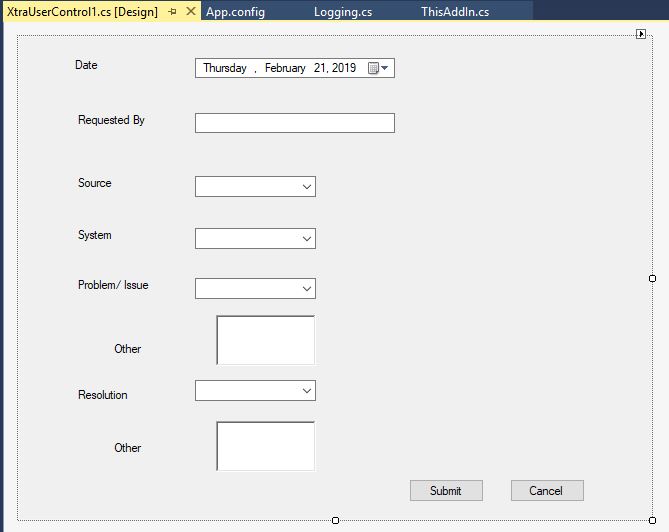 XtraUserControl1.cs [Design] App.config Logging.cs ThisAddIn.cs
Date Thursday , February 21, 2019
Requested By
Source
System
Problem/ Issue
Other
Resolution
Other
Submit Cancel